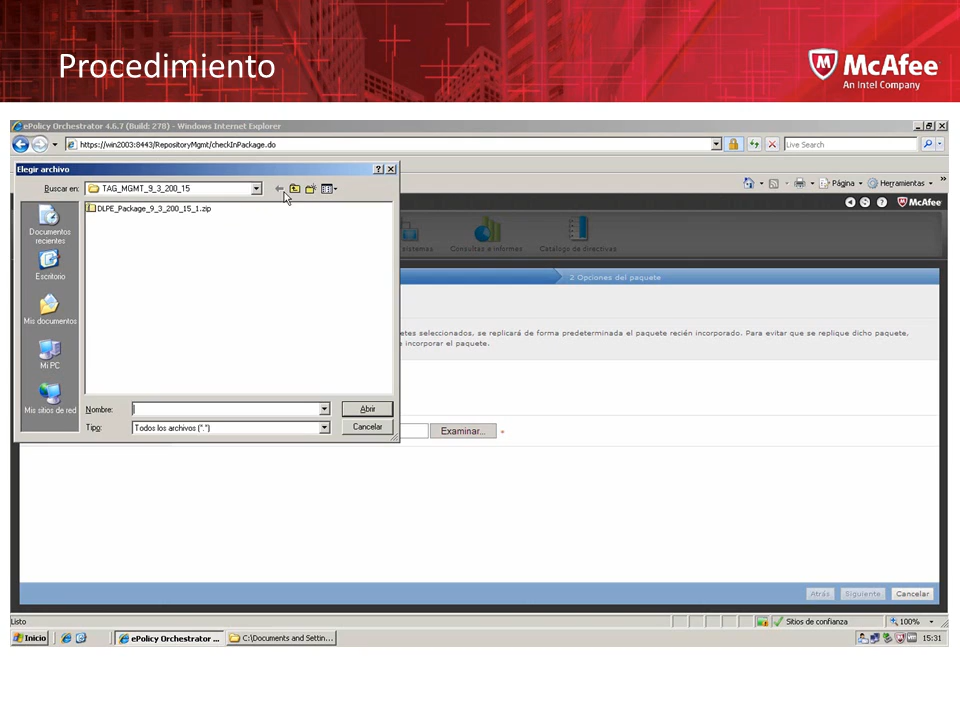 Procedimiento
McAfee
An Intel Company
ePolicy Orchestrator 4.6.7 (Build: 278) - Windows Internet Explorer
https://win2003:8443/RepositoryMgmt/checkInPackage.do
Live Search
Elegir archivo
Buscar en:
TAG_MGMT_9_3_200_15
Página
Herramientas
»
DLPE_Package_9_3_200_15_1.zip
McAfee
Documentos
recientes
Escritorio
Mis documentos
Mi PC
Mis sitios de red
sistemas
Consultas e informes
Catálogo de directivas
2 Opciones del paquete
etes seleccionados, se replicará de forma predeterminada el paquete recién incorporado. Para evitar que se replique dicho paquete,
e incorporar el paquete.
Nombre:
Abrir
Tipo:
Todos los archivos (*.*)
Cancelar
Examinar...
Atrás
Siguiente
Cancelar
Listo
Sitios de confianza
100%
Inicio
ePolicy Orchestrator ...
C:\Documents and Settin...
15:31